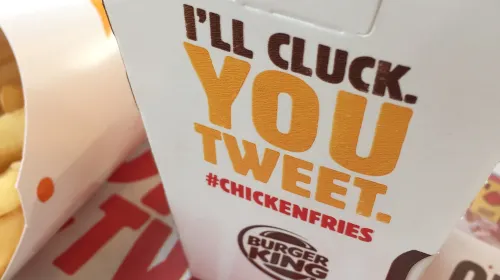 I'LL CLUCK.
YOU
TWEET.
#CHICKENFRIES
BURGER
KING